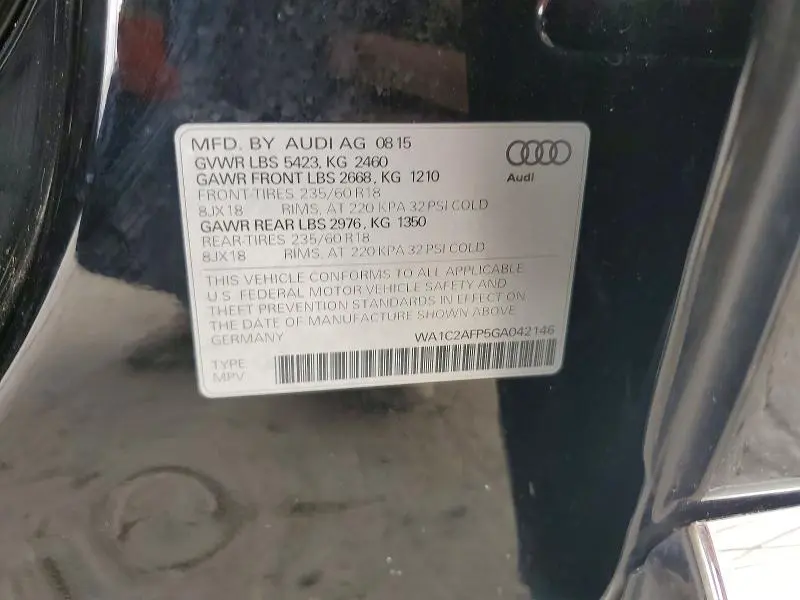 MFD. BY AUDI AG 0815
GVWR LBS 5423, KG 2460
GAWR FRONT LBS 2668, KG 1210
FRONT-TIRES 235/60 R18
8JX18 RIMS, AT 220 KPA 32 PSI COLD
GAWR REAR LBS 2976, KG 1350
REAR-TIRES 235/60 R18
8JX18 RIMS, AT 220 KPA 32 PSI COLD
Audi
THIS VEHICLE CONFORMS TO ALL APPLICABLE
U.S. FEDERAL MOTOR VEHICLE SAFETY AND
THEFT PREVENTION STANDARDS IN EFFECT ON
THE DATE OF MANUFACTURE SHOWN ABOVE
GERMANY WA1C2AFP5GA042146
TYPE
MPV